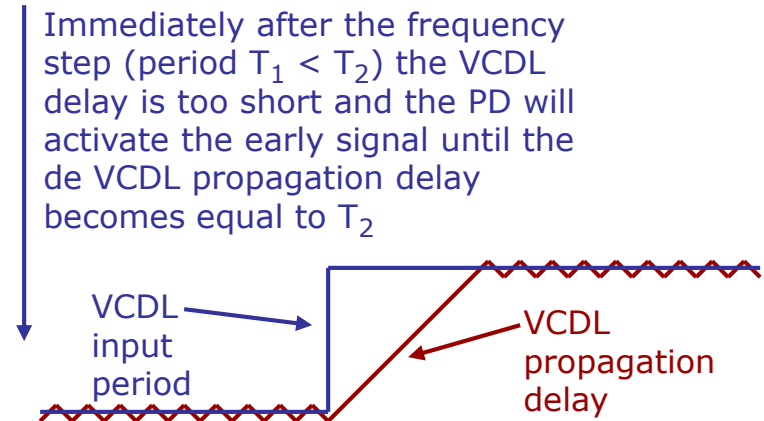 Immediately after the frequency
step (period T₁ < T₂) the VCDL
delay is too short and the PD will
activate the early signal until the
de VCDL propagation delay
becomes equal to T₂
VCDL
input
period
VCDL
propagation
delay